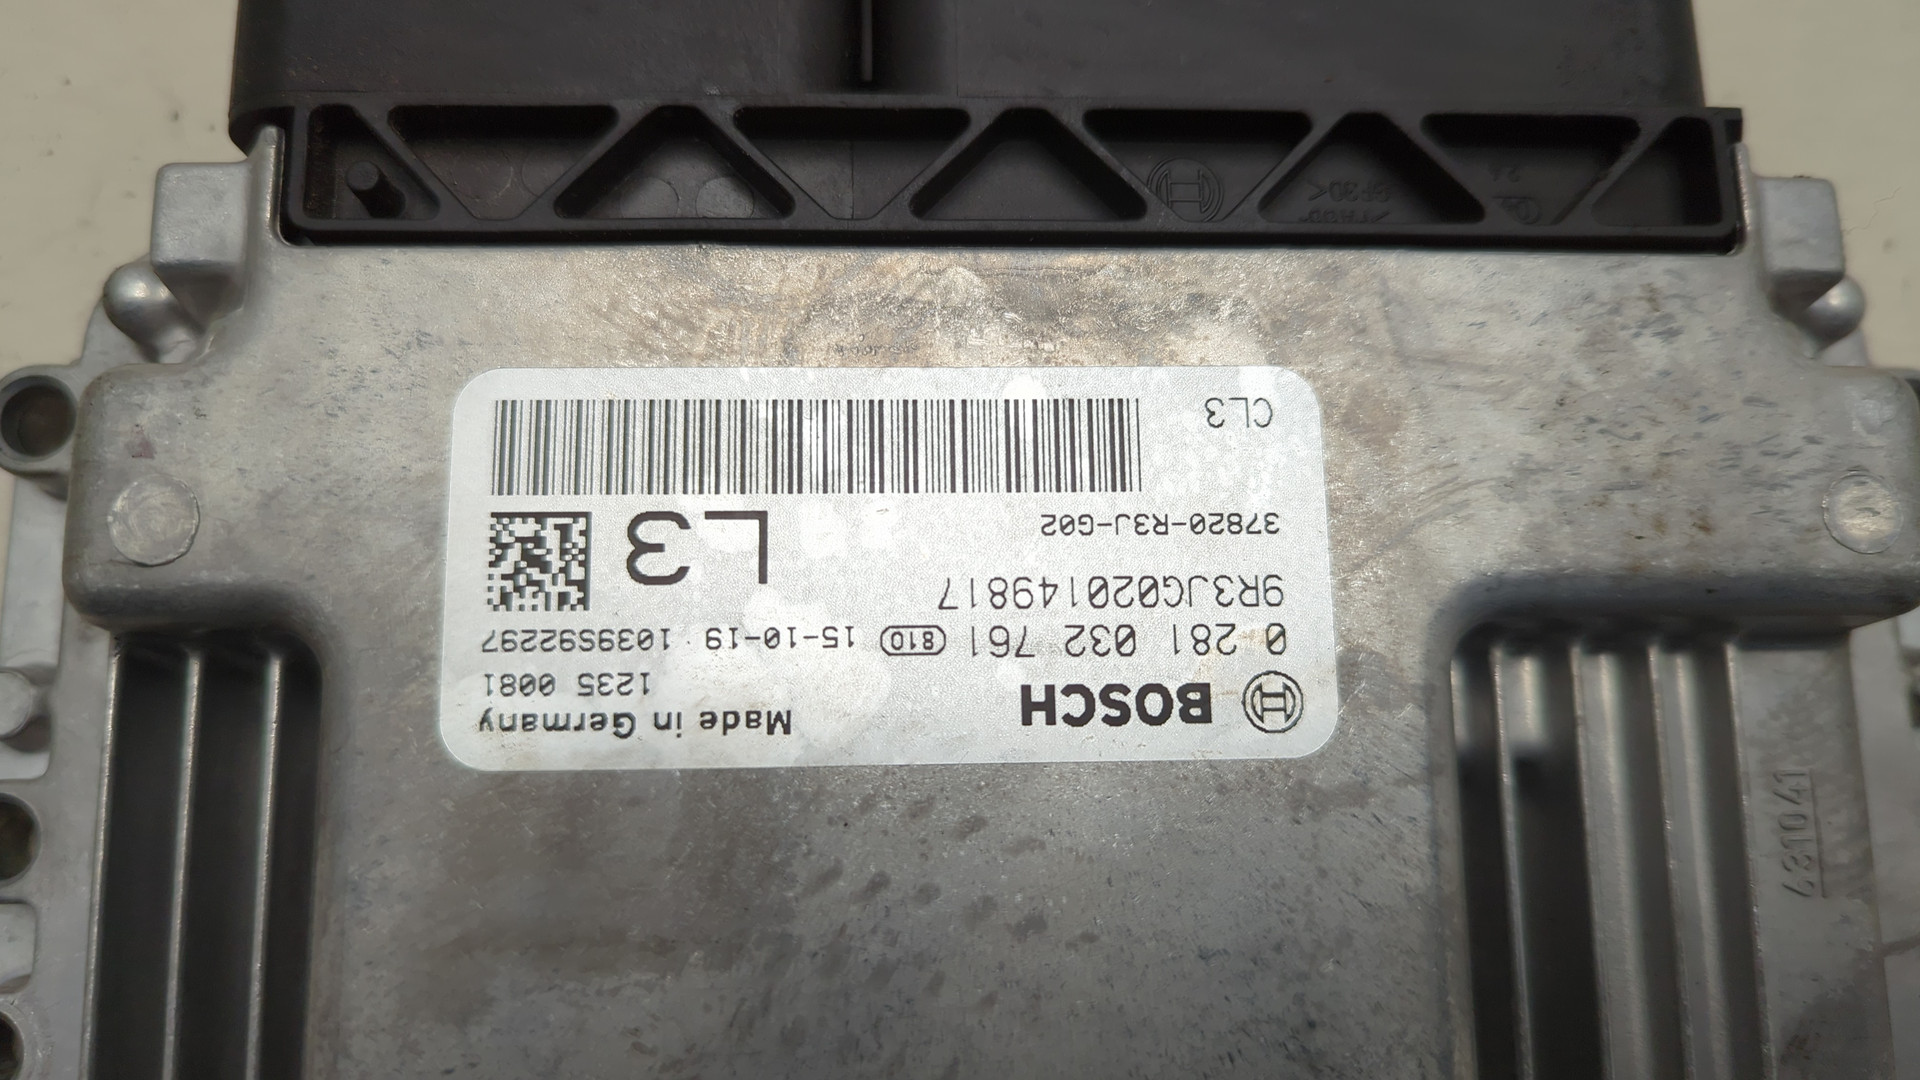 BOSCH Made in Germany
1235 0081
0 281 032 761 810 15-10-19 1039S92297
9R3JG020149817
37820-R3J-G02
L3
CL3